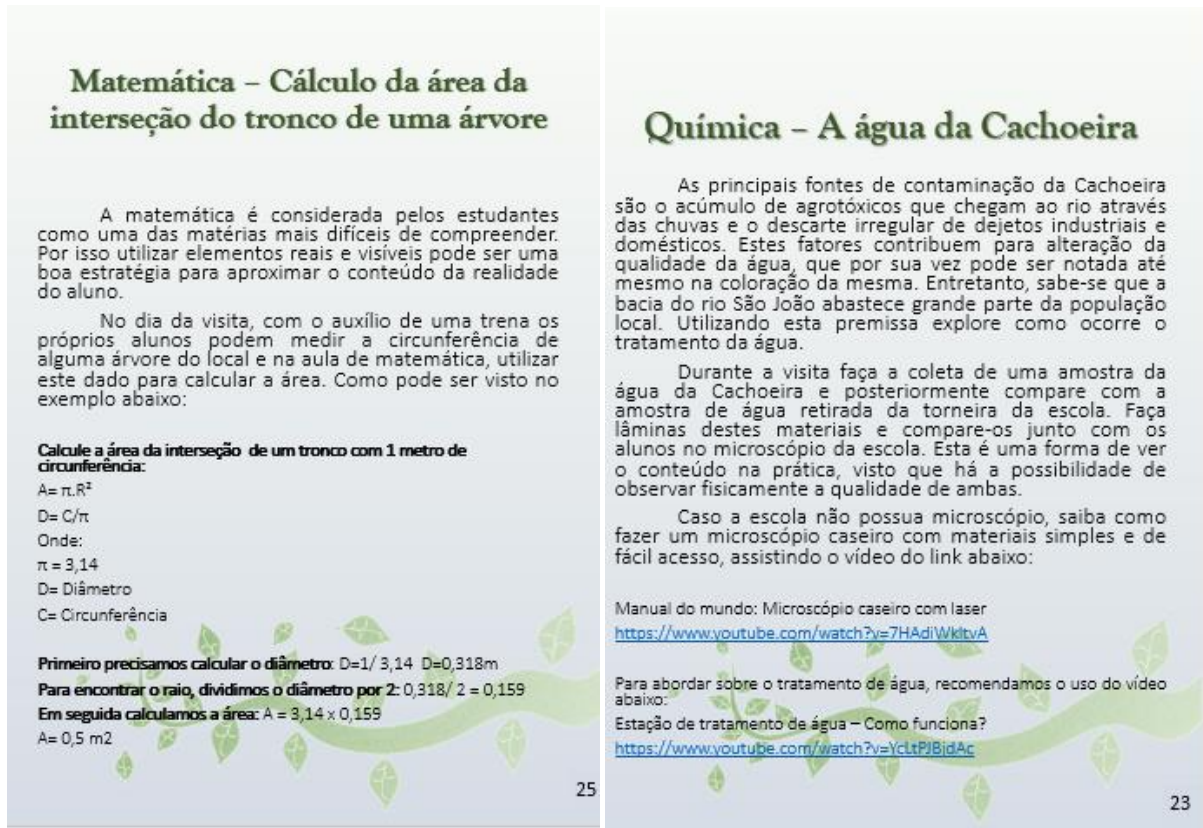 Matemática – Cálculo da área da
interseção do tronco de uma árvore
A matemática é considerada pelos estudantes
como uma das matérias mais difíceis de compreender.
Por isso utilizar elementos reais e visíveis pode ser uma
boa estratégia para aproximar o conteúdo da realidade
do aluno.
No dia da visita, com o auxílio de uma trena os
próprios alunos podem medir a circunferência de
alguma árvore do local e na aula de matemática, utilizar
este dado para calcular a área. Como pode ser visto no
exemplo abaixo:
Calcule a área da interseção de um tronco com 1 metro de
circunferência:
A= π.R²
D= C/π
Onde:
π = 3,14
D= Diâmetro
C= Circunferência
Primeiro precisamos calcular o diâmetro: D=1/ 3,14 D=0,318m
Para encontrar o raio, dividimos o diâmetro por 2: 0,318/ 2 = 0,159
Em seguida calculamos a área: A = 3,14 x 0,159
A= 0,5 m2
25
Química – A água da Cachoeira
As principais fontes de contaminação da Cachoeira
são o acúmulo de agrotóxicos que chegam ao rio através
das chuvas e o descarte irregular de dejetos industriais e
domésticos. Estes fatores contribuem para alteração da
qualidade da água, que por sua vez pode ser notada até
mesmo na coloração da mesma. Entretanto, sabe-se que a
bacia do rio São João abastece grande parte da população
local. Utilizando esta premissa explore como ocorre o
tratamento da água.
Durante a visita faça a coleta de uma amostra da
água da Cachoeira e posteriormente compare com a
amostra de água retirada da torneira da escola. Faça
lâminas destes materiais e compare-os junto com os
alunos no microscópio da escola. Esta é uma forma de ver
o conteúdo na prática, visto que há a possibilidade de
observar fisicamente a qualidade de ambas.
Caso a escola não possua microscópio, saiba como
fazer um microscópio caseiro com materiais simples e de
fácil acesso, assistindo o vídeo do link abaixo:
Manual do mundo: Microscópio caseiro com laser
https://www.youtube.com/watch?v=7HAdiWkltvA
Para abordar sobre o tratamento de água, recomendamos o uso do vídeo
abaixo:
Estação de tratamento de água – Como funciona?
https://www.youtube.com/watch?v=YcLtPJBjdAc
23